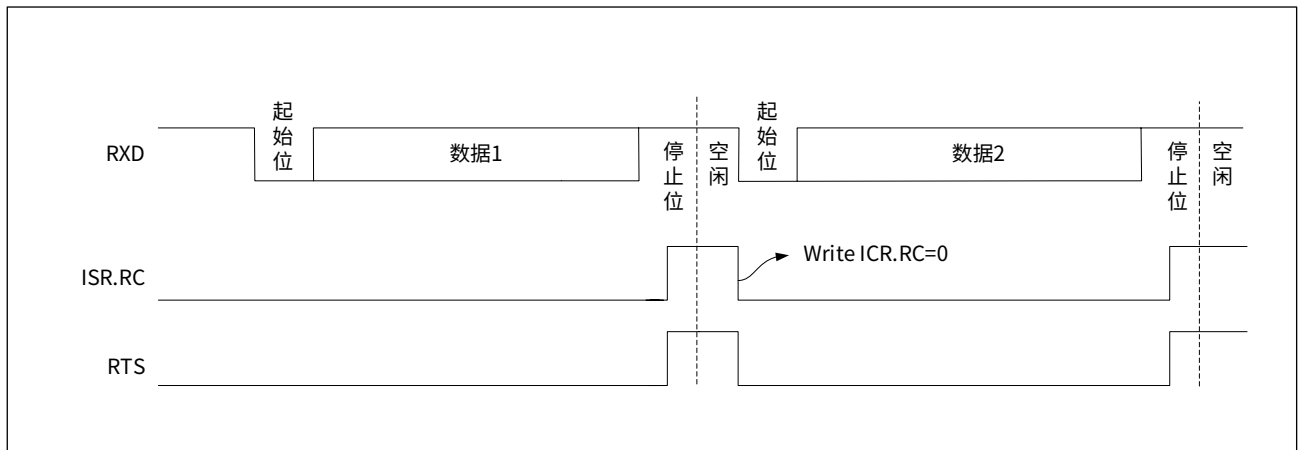 RXD
起始位
数据1
停止位
空闲
起始位
数据2
停止位
空闲
ISR.RC
Write ICR.RC=0
RTS